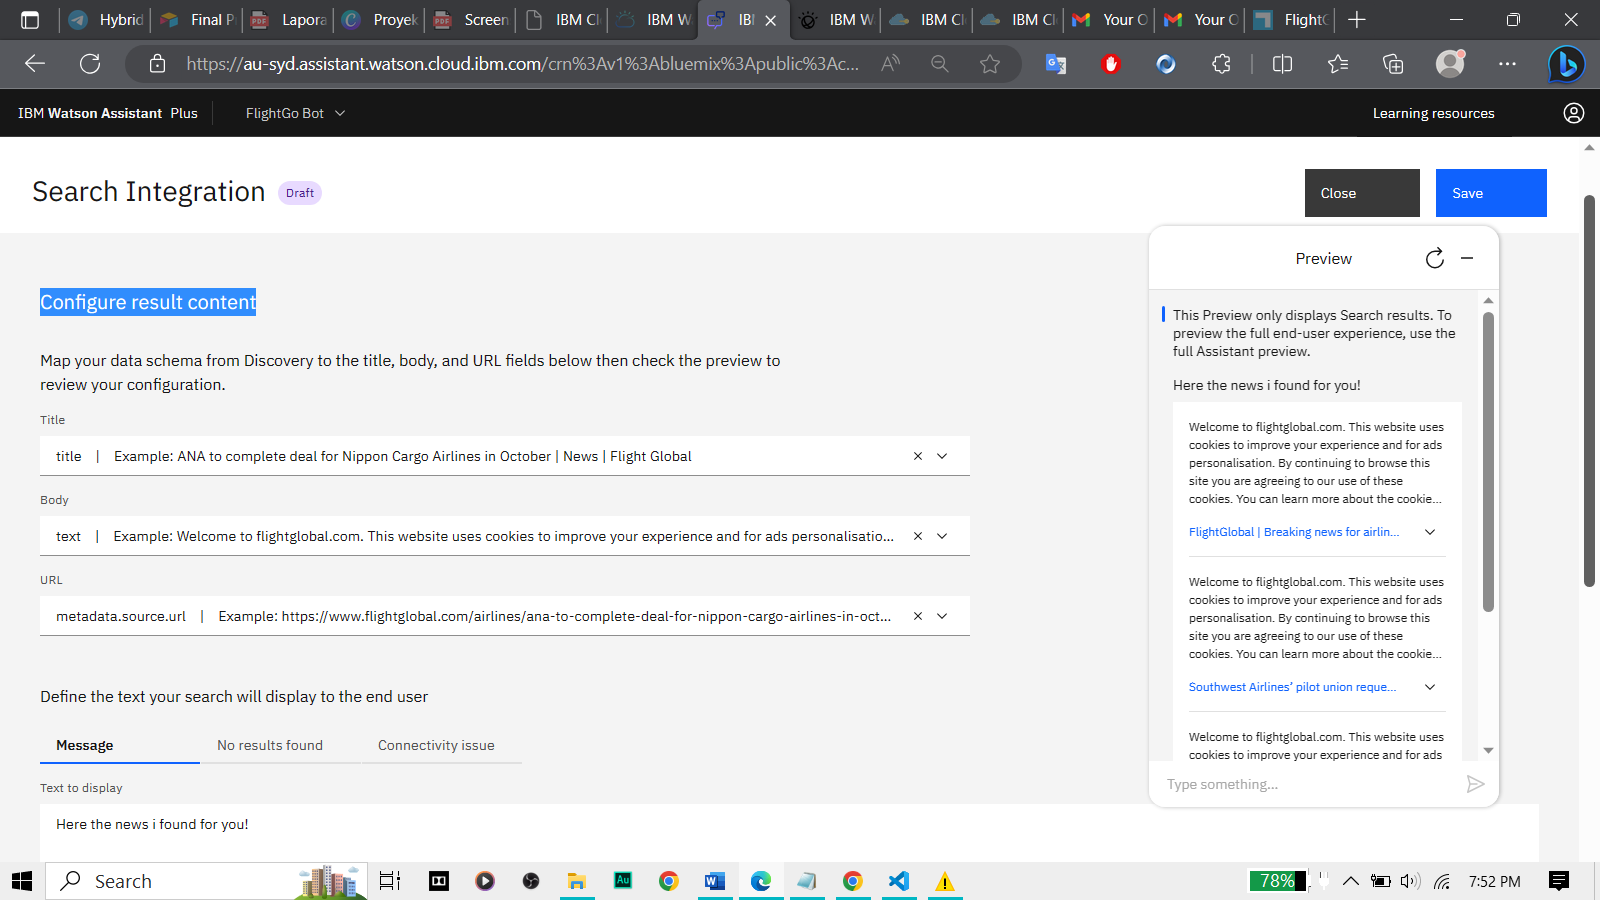 Hybrid
Final P
Lapora
Proyek
Screen
IBM Cl
IBM W
IBM
IBM W
IBM Cl
IBM Cl
Your O
Your O
FlightG
https://au-syd.assistant.watson.cloud.ibm.com/crn%3Av1%3Abluemix%3Apublic%3Ac...
IBM Watson Assistant Plus
FlightGo Bot
Learning resources
Search Integration
Draft
Close
Save
Configure result content
Map your data schema from Discovery to the title, body, and URL fields below then check the preview to
review your configuration.
Title
title | Example: ANA to complete deal for Nippon Cargo Airlines in October | News | Flight Global
Body
text | Example: Welcome to flightglobal.com. This website uses cookies to improve your experience and for ads personalisatio...
URL
metadata.source.url | Example: https://www.flightglobal.com/airlines/ana-to-complete-deal-for-nippon-cargo-airlines-in-oct...
Define the text your search will display to the end user
Message
No results found
Connectivity issue
Text to display
Here the news i found for you!
Preview
This Preview only displays Search results. To
preview the full end-user experience, use the
full Assistant preview.
Here the news i found for you!
Welcome to flightglobal.com. This website uses
cookies to improve your experience and for ads
personalisation. By continuing to browse this
site you are agreeing to our use of these
cookies. You can learn more about the cookie...
FlightGlobal | Breaking news for airlin...
Welcome to flightglobal.com. This website uses
cookies to improve your experience and for ads
personalisation. By continuing to browse this
site you are agreeing to our use of these
cookies. You can learn more about the cookie...
Southwest Airlines' pilot union reque...
Welcome to flightglobal.com. This website uses
cookies to improve your experience and for ads
Type something...
Search
78%
7:52 PM